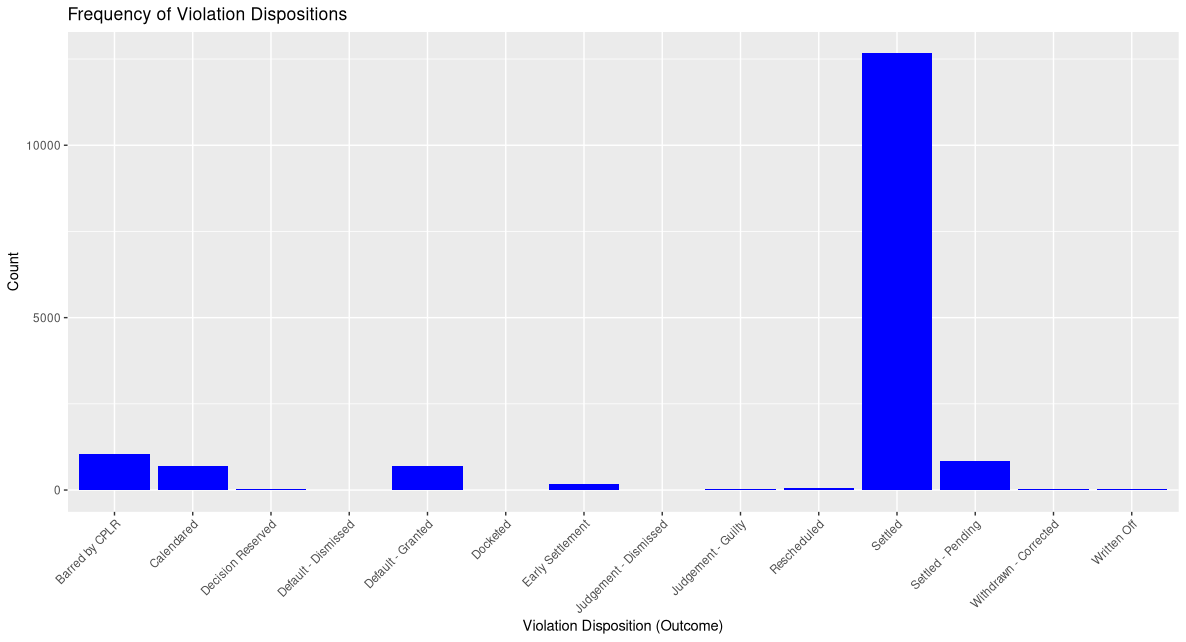 Frequency of Violation Dispositions
Count
10000
5000
0
Barred by CPLR
Calendared
Decision Reserved
Default - Dismissed
Default - Granted
Docketed
Early Settlement
Judgement - Dismissed
Judgement - Guilty
Rescheduled
Settled
Settled - Pending
Withdrawn - Corrected
Written Off
Violation Disposition (Outcome)